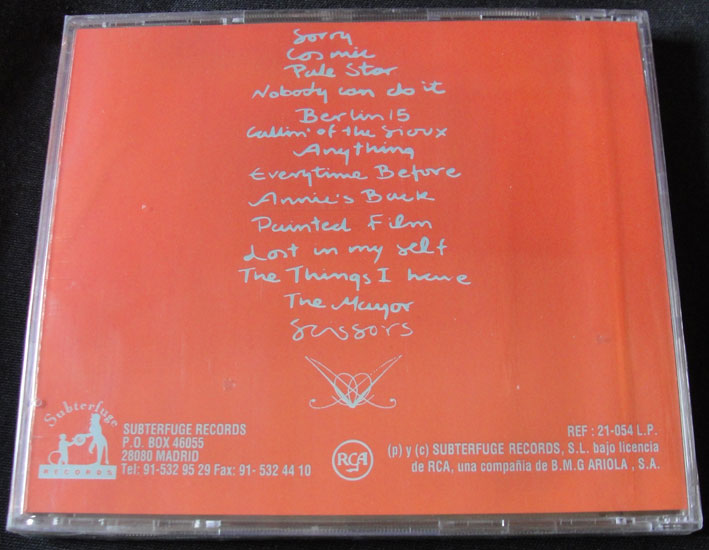 Sorry
Cosmic
Pale Star
Nobody can do it
Berlin 15
Callin' of the Sioux
Anything
Everytime Before
Annie's Back
Painted Film
Lost in my self
The Things I have
The Mayor
Scissors
Subterfuge
RECORDS
SUBTERFUGE RECORDS
P.O. BOX 46055
28080 MADRID
Tel: 91-532 95 29 Fax: 91- 532 44 10
RCA
REF : 21-054 L.P.
(p) y (c) SUBTERFUGE RECORDS, S.L. bajo licencia
de RCA, una compañía de B.M.G ARIOLA , S.A.